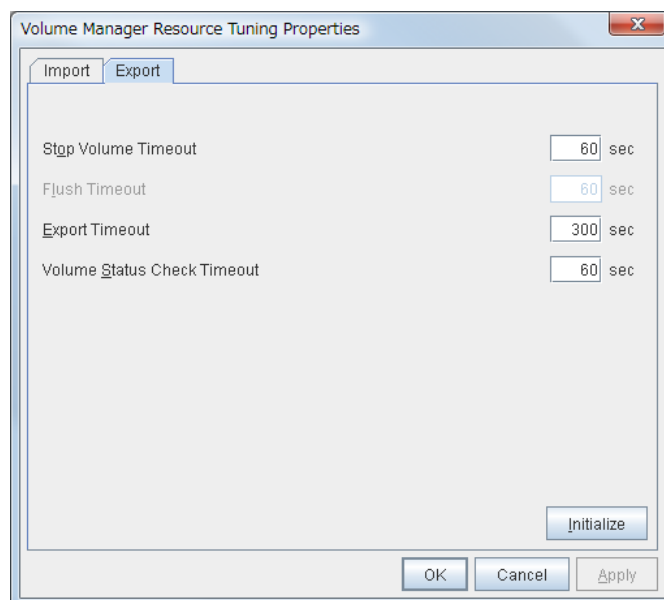 Volume Manager Resource Tuning Properties
Import Export
Stop Volume Timeout 60 sec
Flush Timeout 60 sec
Export Timeout 300 sec
Volume Status Check Timeout 60 sec
Initialize
OK Cancel Apply